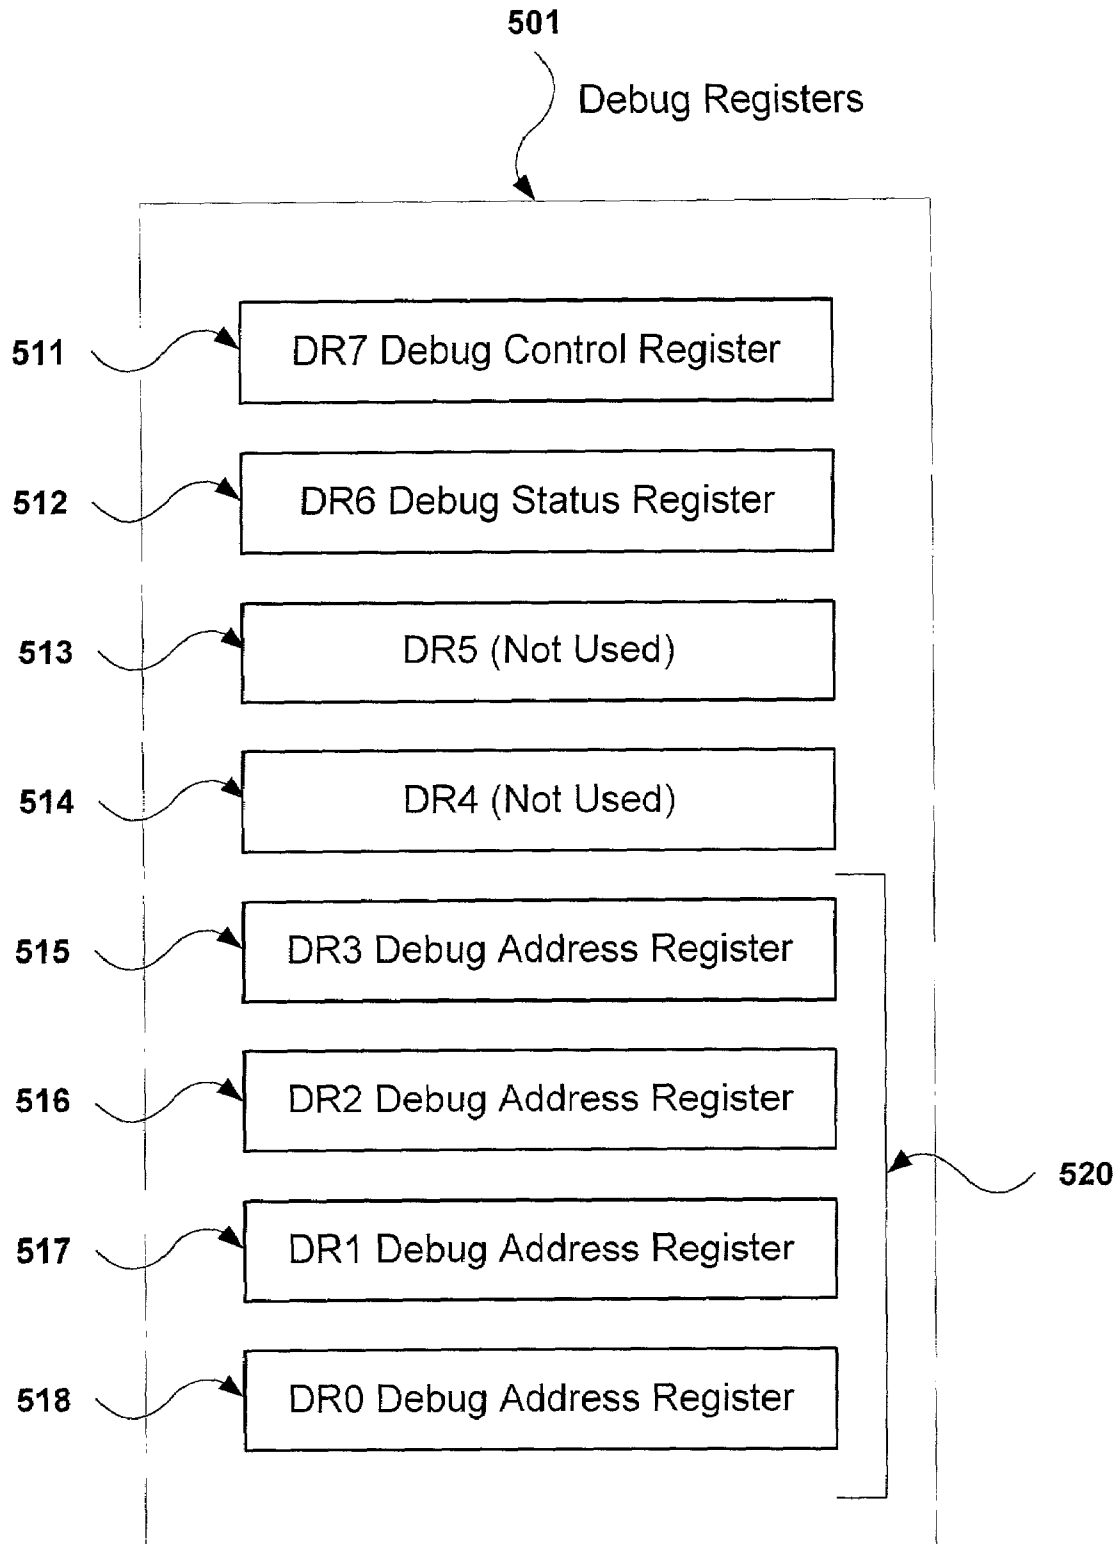 501
Debug Registers
511 DR7 Debug Control Register
512 DR6 Debug Status Register
513 DR5 (Not Used)
514 DR4 (Not Used)
515 DR3 Debug Address Register
516 DR2 Debug Address Register
520
517 DR1 Debug Address Register
518 DR0 Debug Address Register